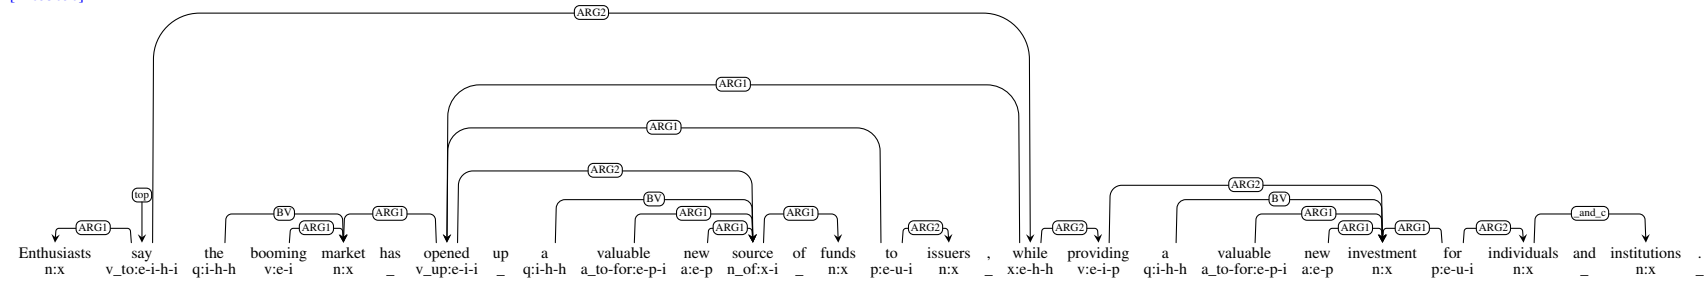 ARG2
ARG1
ARG1
ARG2
top BV ARG2
BV ARG1 ARG1 BV ARG1 _and_c
ARG1 ARG1 ARG1 ARG1 ARG2 ARG2 ARG1 ARG1 ARG2
Enthusiasts say the booming market has opened up a valuable new source of funds to issuers , while providing a valuable new investment for individuals and institutions .
n:x v_to:e-i-h-i q:i-h-h v:e-i n:x _ v_up:e-i-i _ q:i-h-h a_to-for:e-p-i a:e-p n_of:x-i _ n:x p:e-u-i n:x _ x:e-h-h v:e-i-p q:i-h-h a_to-for:e-p-i a:e-p n:x p:e-u-i n:x _ n:x _